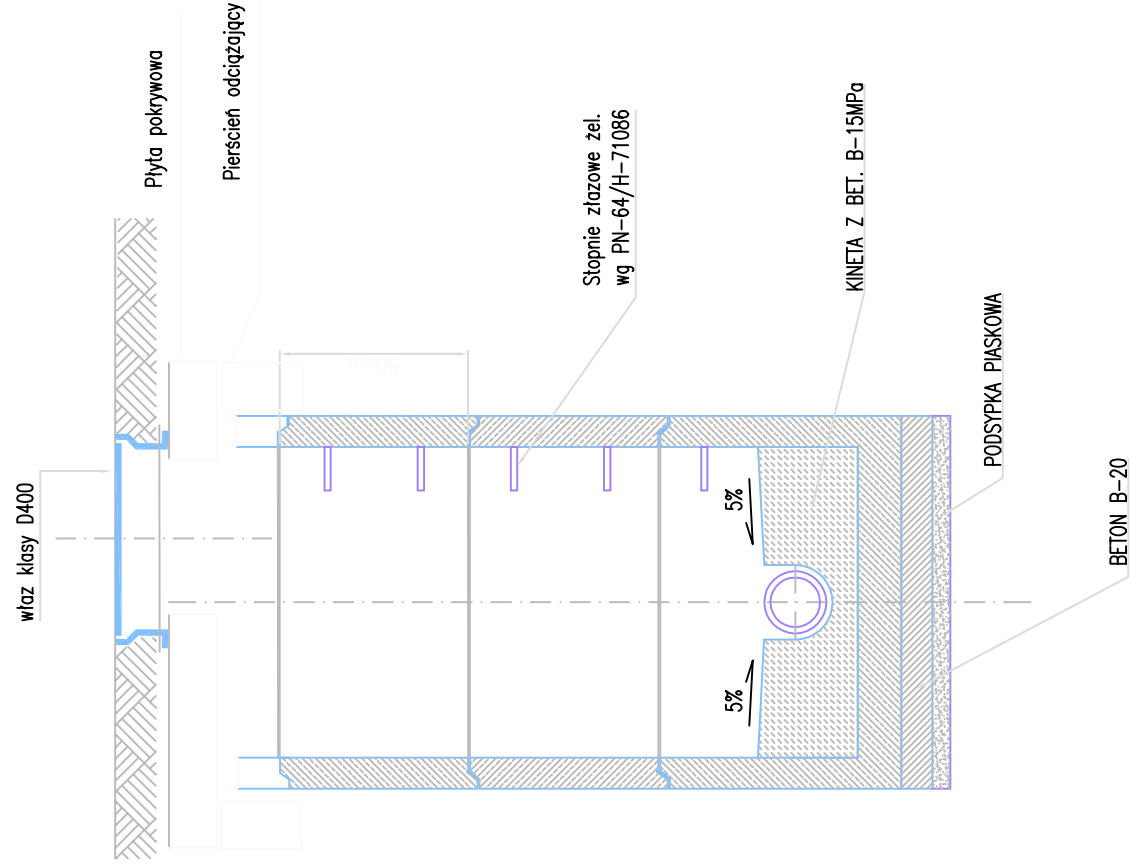 właz klasy D400
Płyta pokrywowa
Pierścień odciążający
50cm
Stopnie złazowe żel.
wg PN-64/H-71086
KINETA Z BET. B-15MPa
PODSYPKA PIASKOWA
BETON B-20
5%
5%